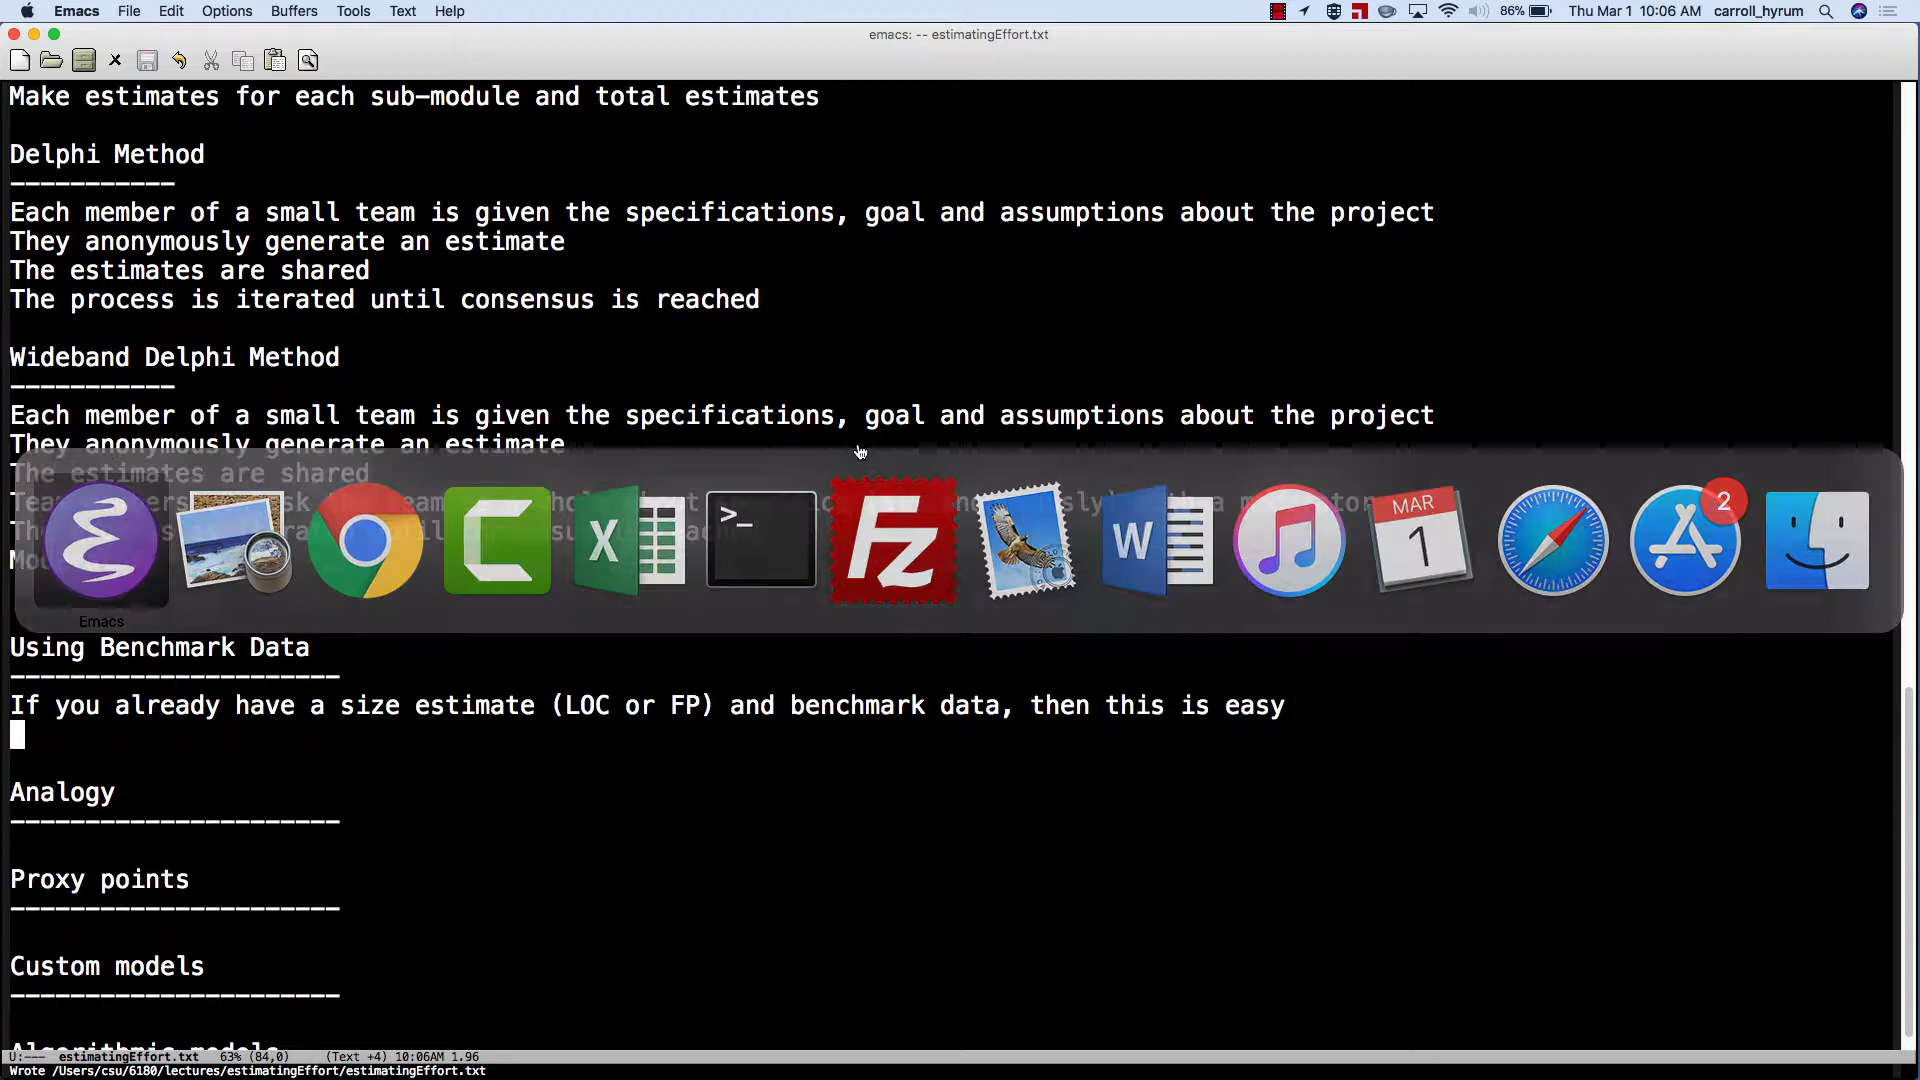 Emacs File Edit Options Buffers Tools Text Help 86% Thu Mar 1 10:06 AM carroll_hyrum
emacs: -- estimatingEffort.txt
Make estimates for each sub-module and total estimates
Delphi Method
-----------
Each member of a small team is given the specifications, goal and assumptions about the project
They anonymously generate an estimate
The estimates are shared
The process is iterated until consensus is reached
Wideband Delphi Method
-----------
Each member of a small team is given the specifications, goal and assumptions about the project
They anonymously generate an estimate
The estimates are shared
MAR
1
2
Emacs
Using Benchmark Data
----------------------
If you already have a size estimate (LOC or FP) and benchmark data, then this is easy
Analogy
----------------------
Proxy points
----------------------
Custom models
----------------------
Algorithmic models
U:--- estimatingEffort.txt 63% (84,0) (Text +4) 10:06AM 1.96
Wrote /Users/csu/6180/lectures/estimatingEffort/estimatingEffort.txt